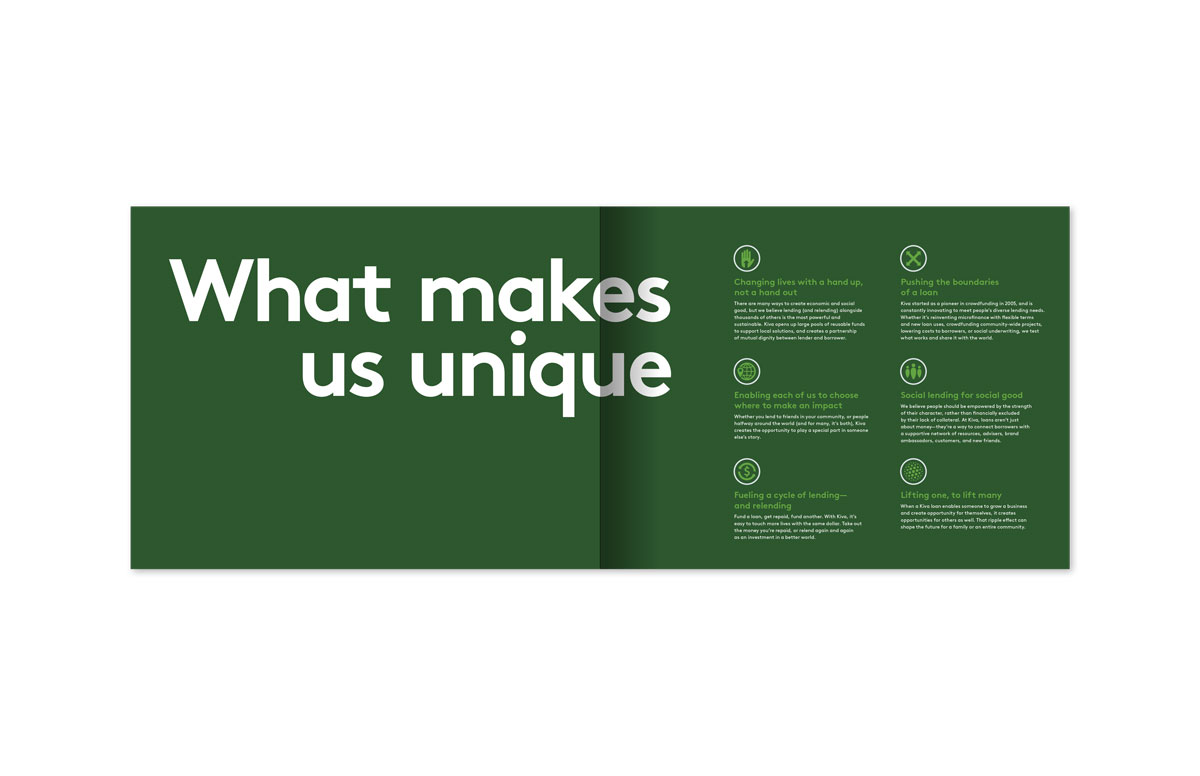 What makes
us unique
Changing lives with a hand up,
not a hand out
There are many ways to create economic and social
good, but we believe lending (and relending) alongside
thousands of others is the most powerful and
sustainable. Kiva opens up large pools of reusable funds
to support local solutions, and creates a partnership
of mutual dignity between lender and borrower.
Enabling each of us to choose
where to make an impact
Whether you lend to friends in your community, or people
halfway around the world (and for many, it's both), Kiva
creates the opportunity to play a special part in someone
else's story.
Fueling a cycle of lending—
and relending
Fund a loan, get repaid, fund another. With Kiva, it's
easy to touch more lives with the same dollar. Take out
the money you're repaid, or relend again and again
as an investment in a better world.
Pushing the boundaries
of a loan
Kiva started as a pioneer in crowdfunding in 2005, and is
constantly innovating to meet people's diverse lending needs.
Whether it's reinventing microfinance with flexible terms
and new loan uses, crowdfunding community-wide projects,
lowering costs to borrowers, or social underwriting, we test
what works and share it with the world.
Social lending for social good
We believe people should be empowered by the strength
of their character, rather than financially excluded
by their lack of collateral. At Kiva, loans aren't just
about money—they're a way to connect borrowers with
a supportive network of resources, advisers, brand
ambassadors, customers, and new friends.
Lifting one, to lift many
When a Kiva loan enables someone to grow a business
and create opportunity for themselves, it creates
opportunities for others as well. That ripple effect can
shape the future for a family or an entire community.